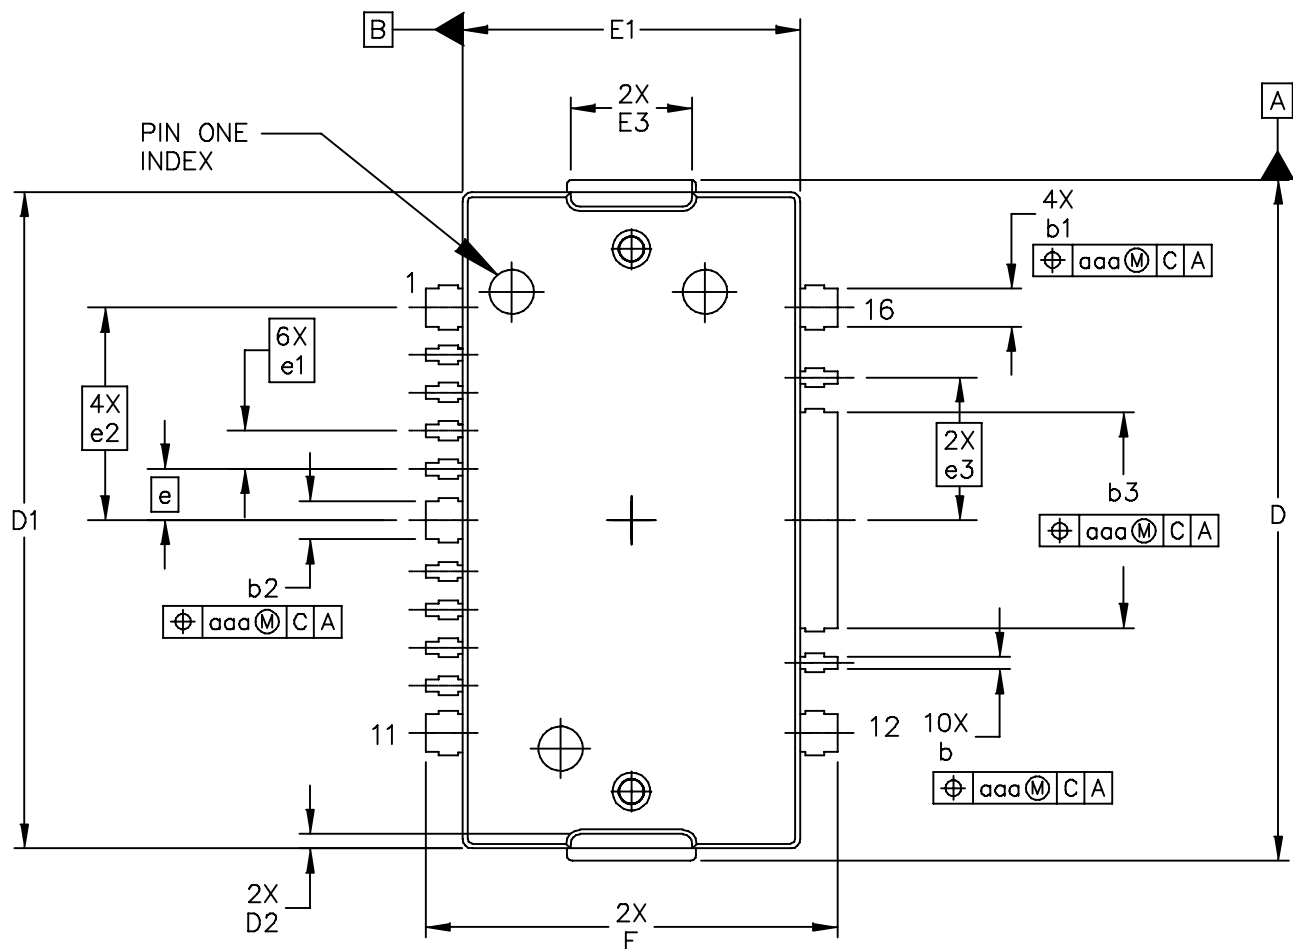 B
E1
2X
E3
A
PIN ONE
INDEX
4X
b1
⌖ aaa Ⓜ C A
1
16
6X
e1
4X
e2
2X
e3
e
b3
⌖ aaa Ⓜ C A
D1
D
b2
⌖ aaa Ⓜ C A
11
12
10X
b
⌖ aaa Ⓜ C A
2X
D2
2X
F